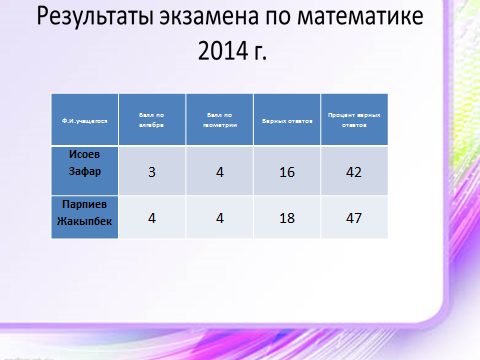 Результаты экзамена по математике
2014 г.
Ф.И.учащегося
Балл по
алгебре
Балл по
геометрии
Верных ответов
Процент верных
ответов
Исоев
Зафар
3
4
16
42
Парпиев
Жакыпбек
4
4
18
47